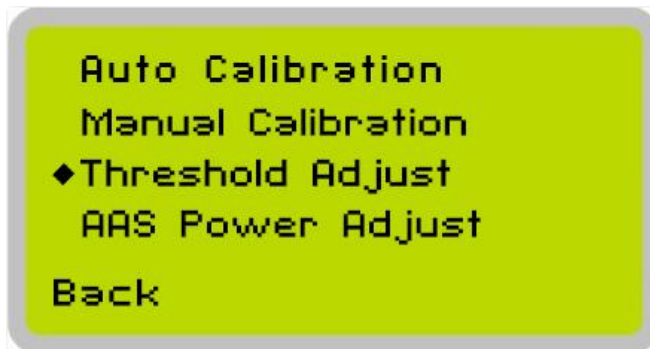 Auto Calibration
Manual Calibration
◆Threshold Adjust
AAS Power Adjust
Back